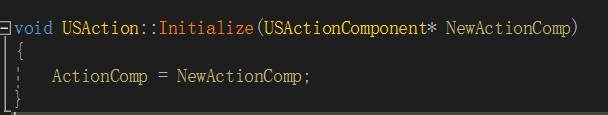 void USAction::Initialize(USActionComponent* NewActionComp)
{
    ActionComp = NewActionComp;
}